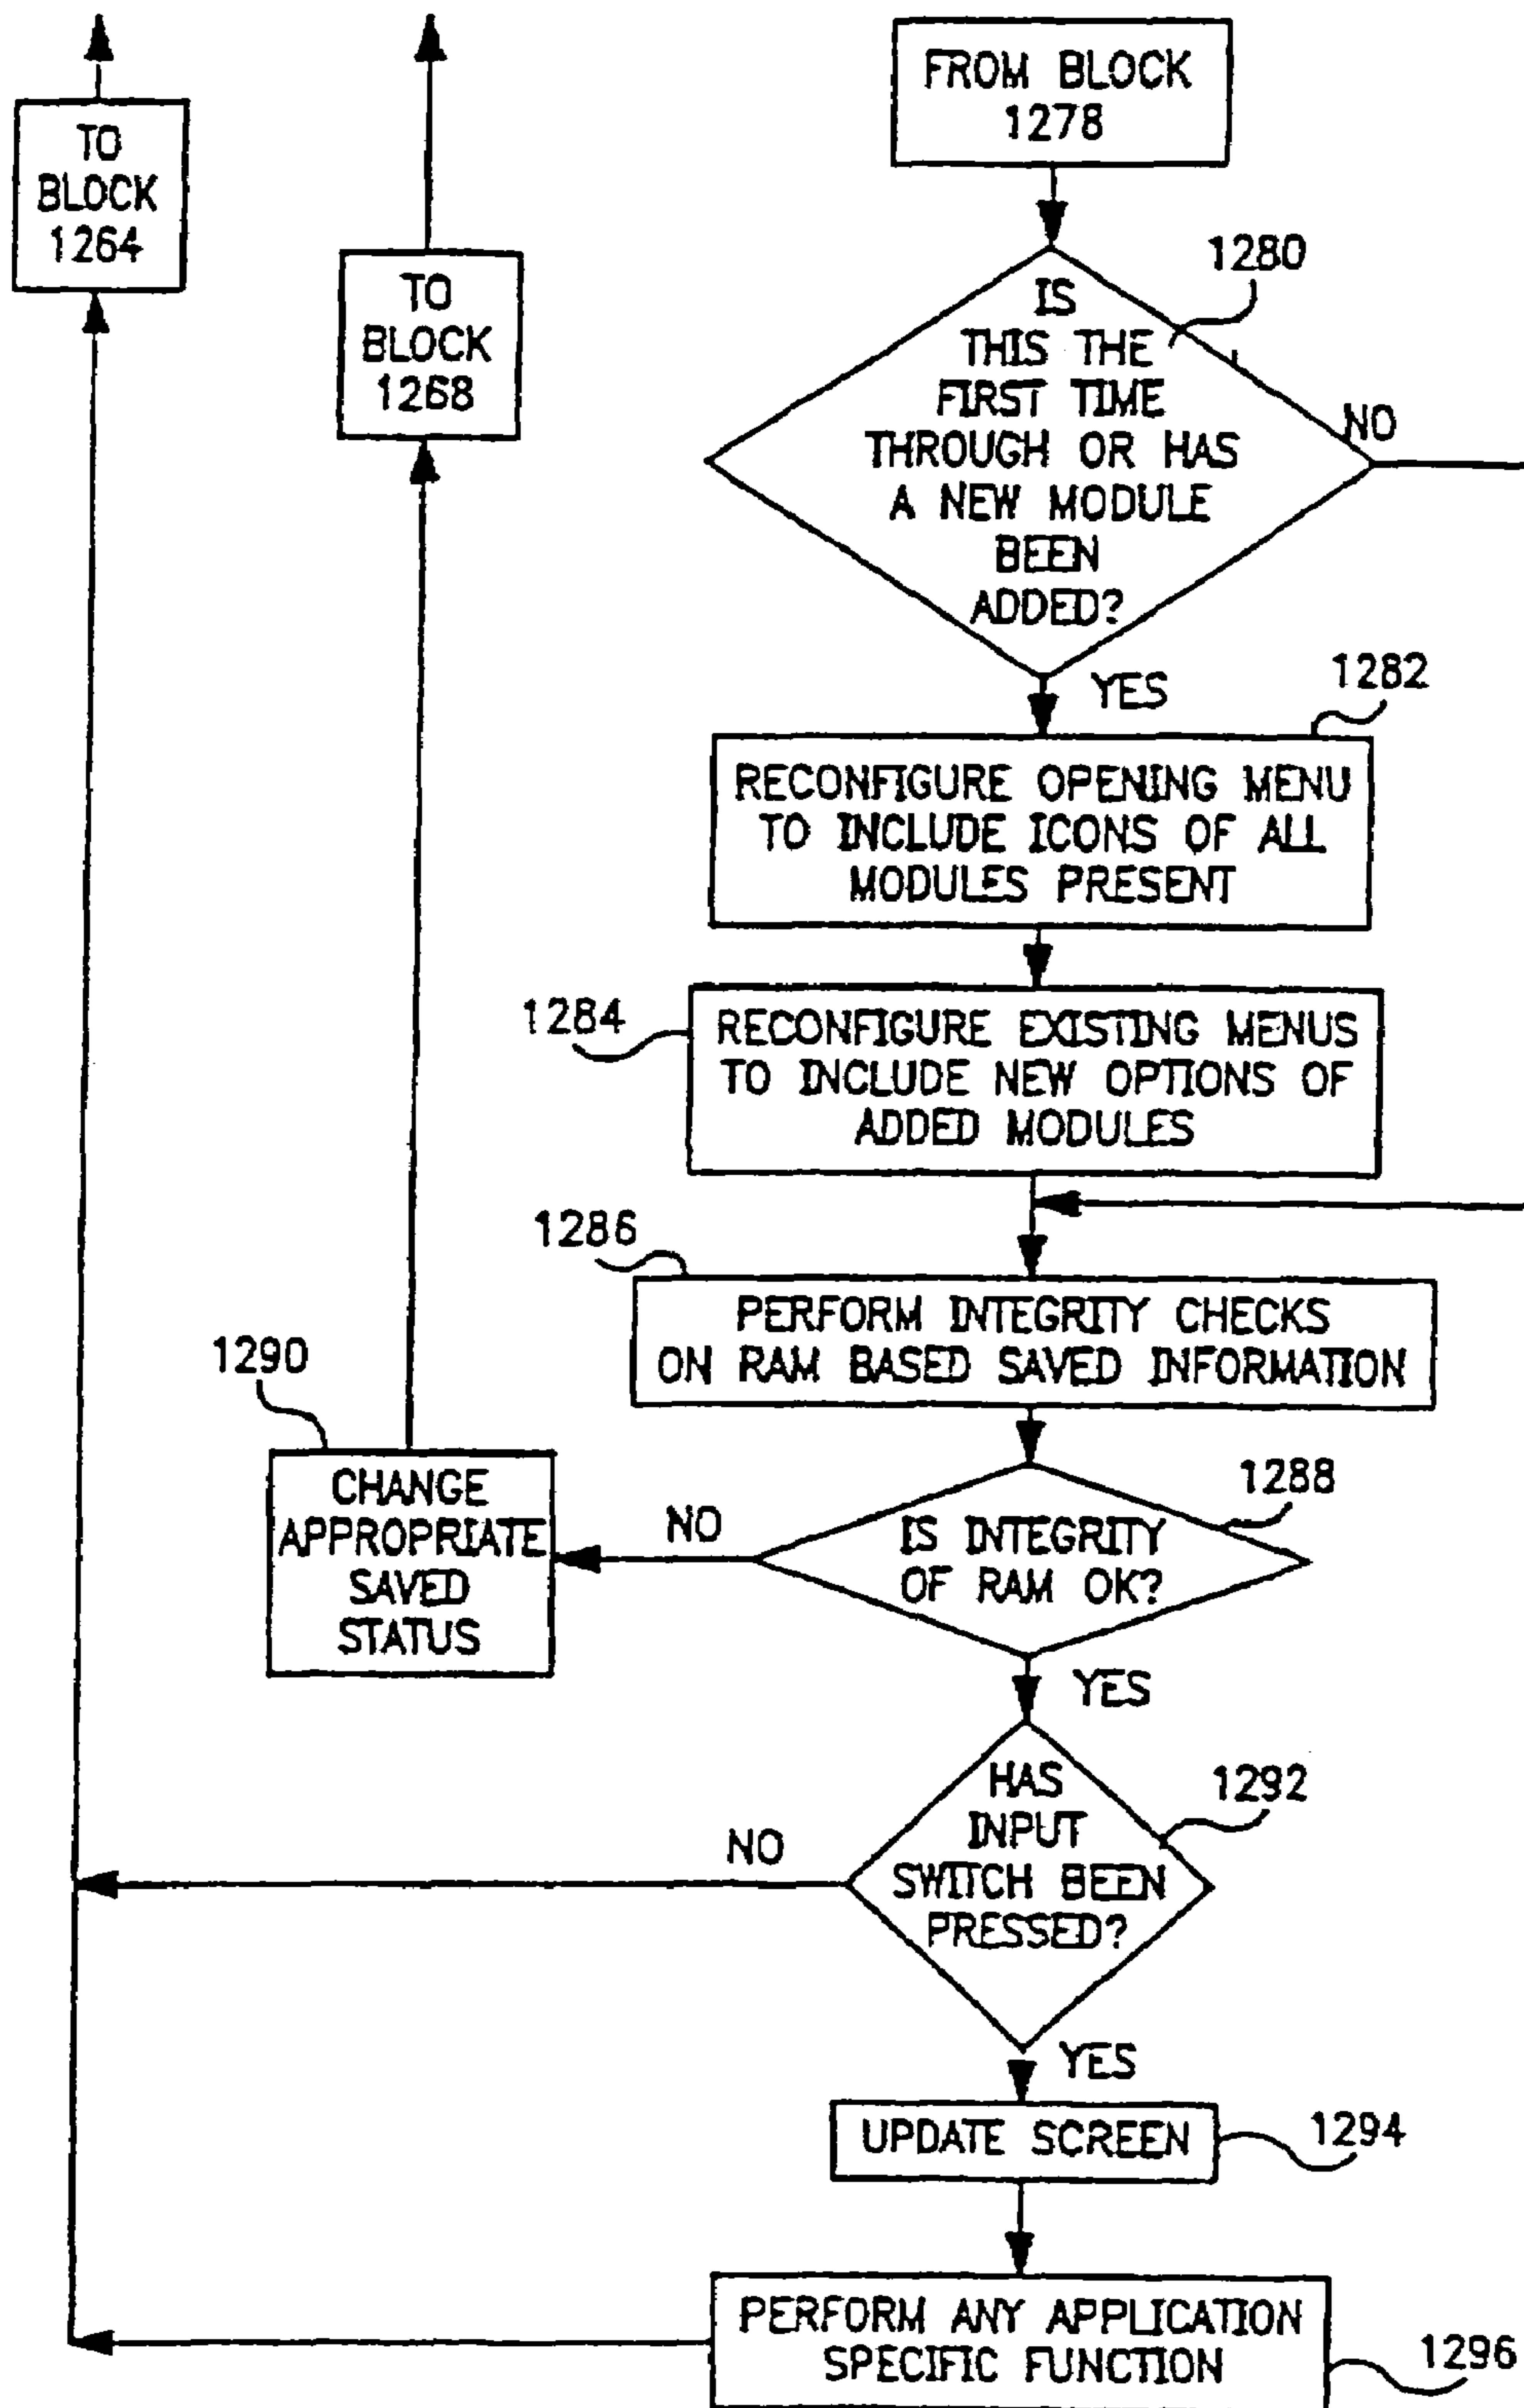 TO
BLOCK
1264
TO
BLOCK
1268
FROM BLOCK
1278
1280
IS
THIS THE
FIRST TIME
THROUGH OR HAS
A NEW MODULE
BEEN
ADDED?
NO
YES
1282
RECONFIGURE OPENING MENU
TO INCLUDE ICONS OF ALL
MODULES PRESENT
1284
RECONFIGURE EXISTING MENUS
TO INCLUDE NEW OPTIONS OF
ADDED MODULES
1286
PERFORM INTEGRITY CHECKS
ON RAM BASED SAVED INFORMATION
1290
CHANGE
APPROPRIATE
SAVED
STATUS
NO
1288
IS INTEGRITY
OF RAM OK?
YES
1292
HAS
INPUT
SWITCH BEEN
PRESSED?
NO
YES
UPDATE SCREEN
1294
PERFORM ANY APPLICATION
SPECIFIC FUNCTION
1296